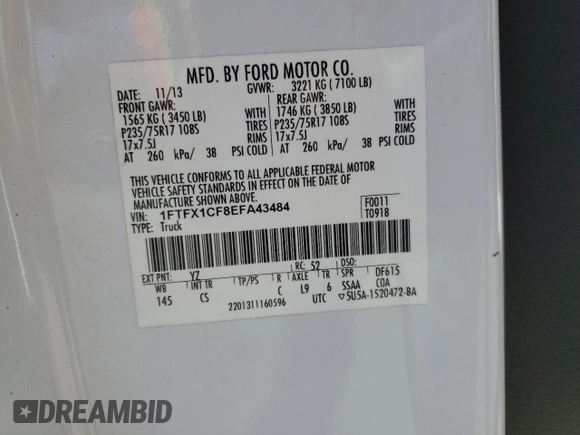 MFD. BY FORD MOTOR CO.
DATE: 11/13 GVWR: 3221 KG ( 7100 LB)
FRONT GAWR: REAR GAWR:
1565 KG ( 3450 LB) WITH 1746 KG ( 3850 LB) WITH
P235/75R17 108S TIRES P235/75R17 108S TIRES
17x7.5J RIMS 17x7.5J RIMS
AT 260 kPa/ 38 PSI COLD AT 260 kPa/ 38 PSI COLD
THIS VEHICLE CONFORMS TO ALL APPLICABLE FEDERAL MOTOR
VEHICLE SAFETY STANDARDS IN EFFECT ON THE DATE OF
MANUFACTURE SHOWN ABOVE.
VIN: 1FTFX1CF8EFA43484 F0011
TYPE: Truck T0918
EXT PNT: YZ RC: 52 DSO:
WB INT TR TP/PS R AXLE TR SPR DF615
145 CS C L9 6 SSAA COA
2201311160596 UTC ▽5U5A-1520472-BA
DREAMBID